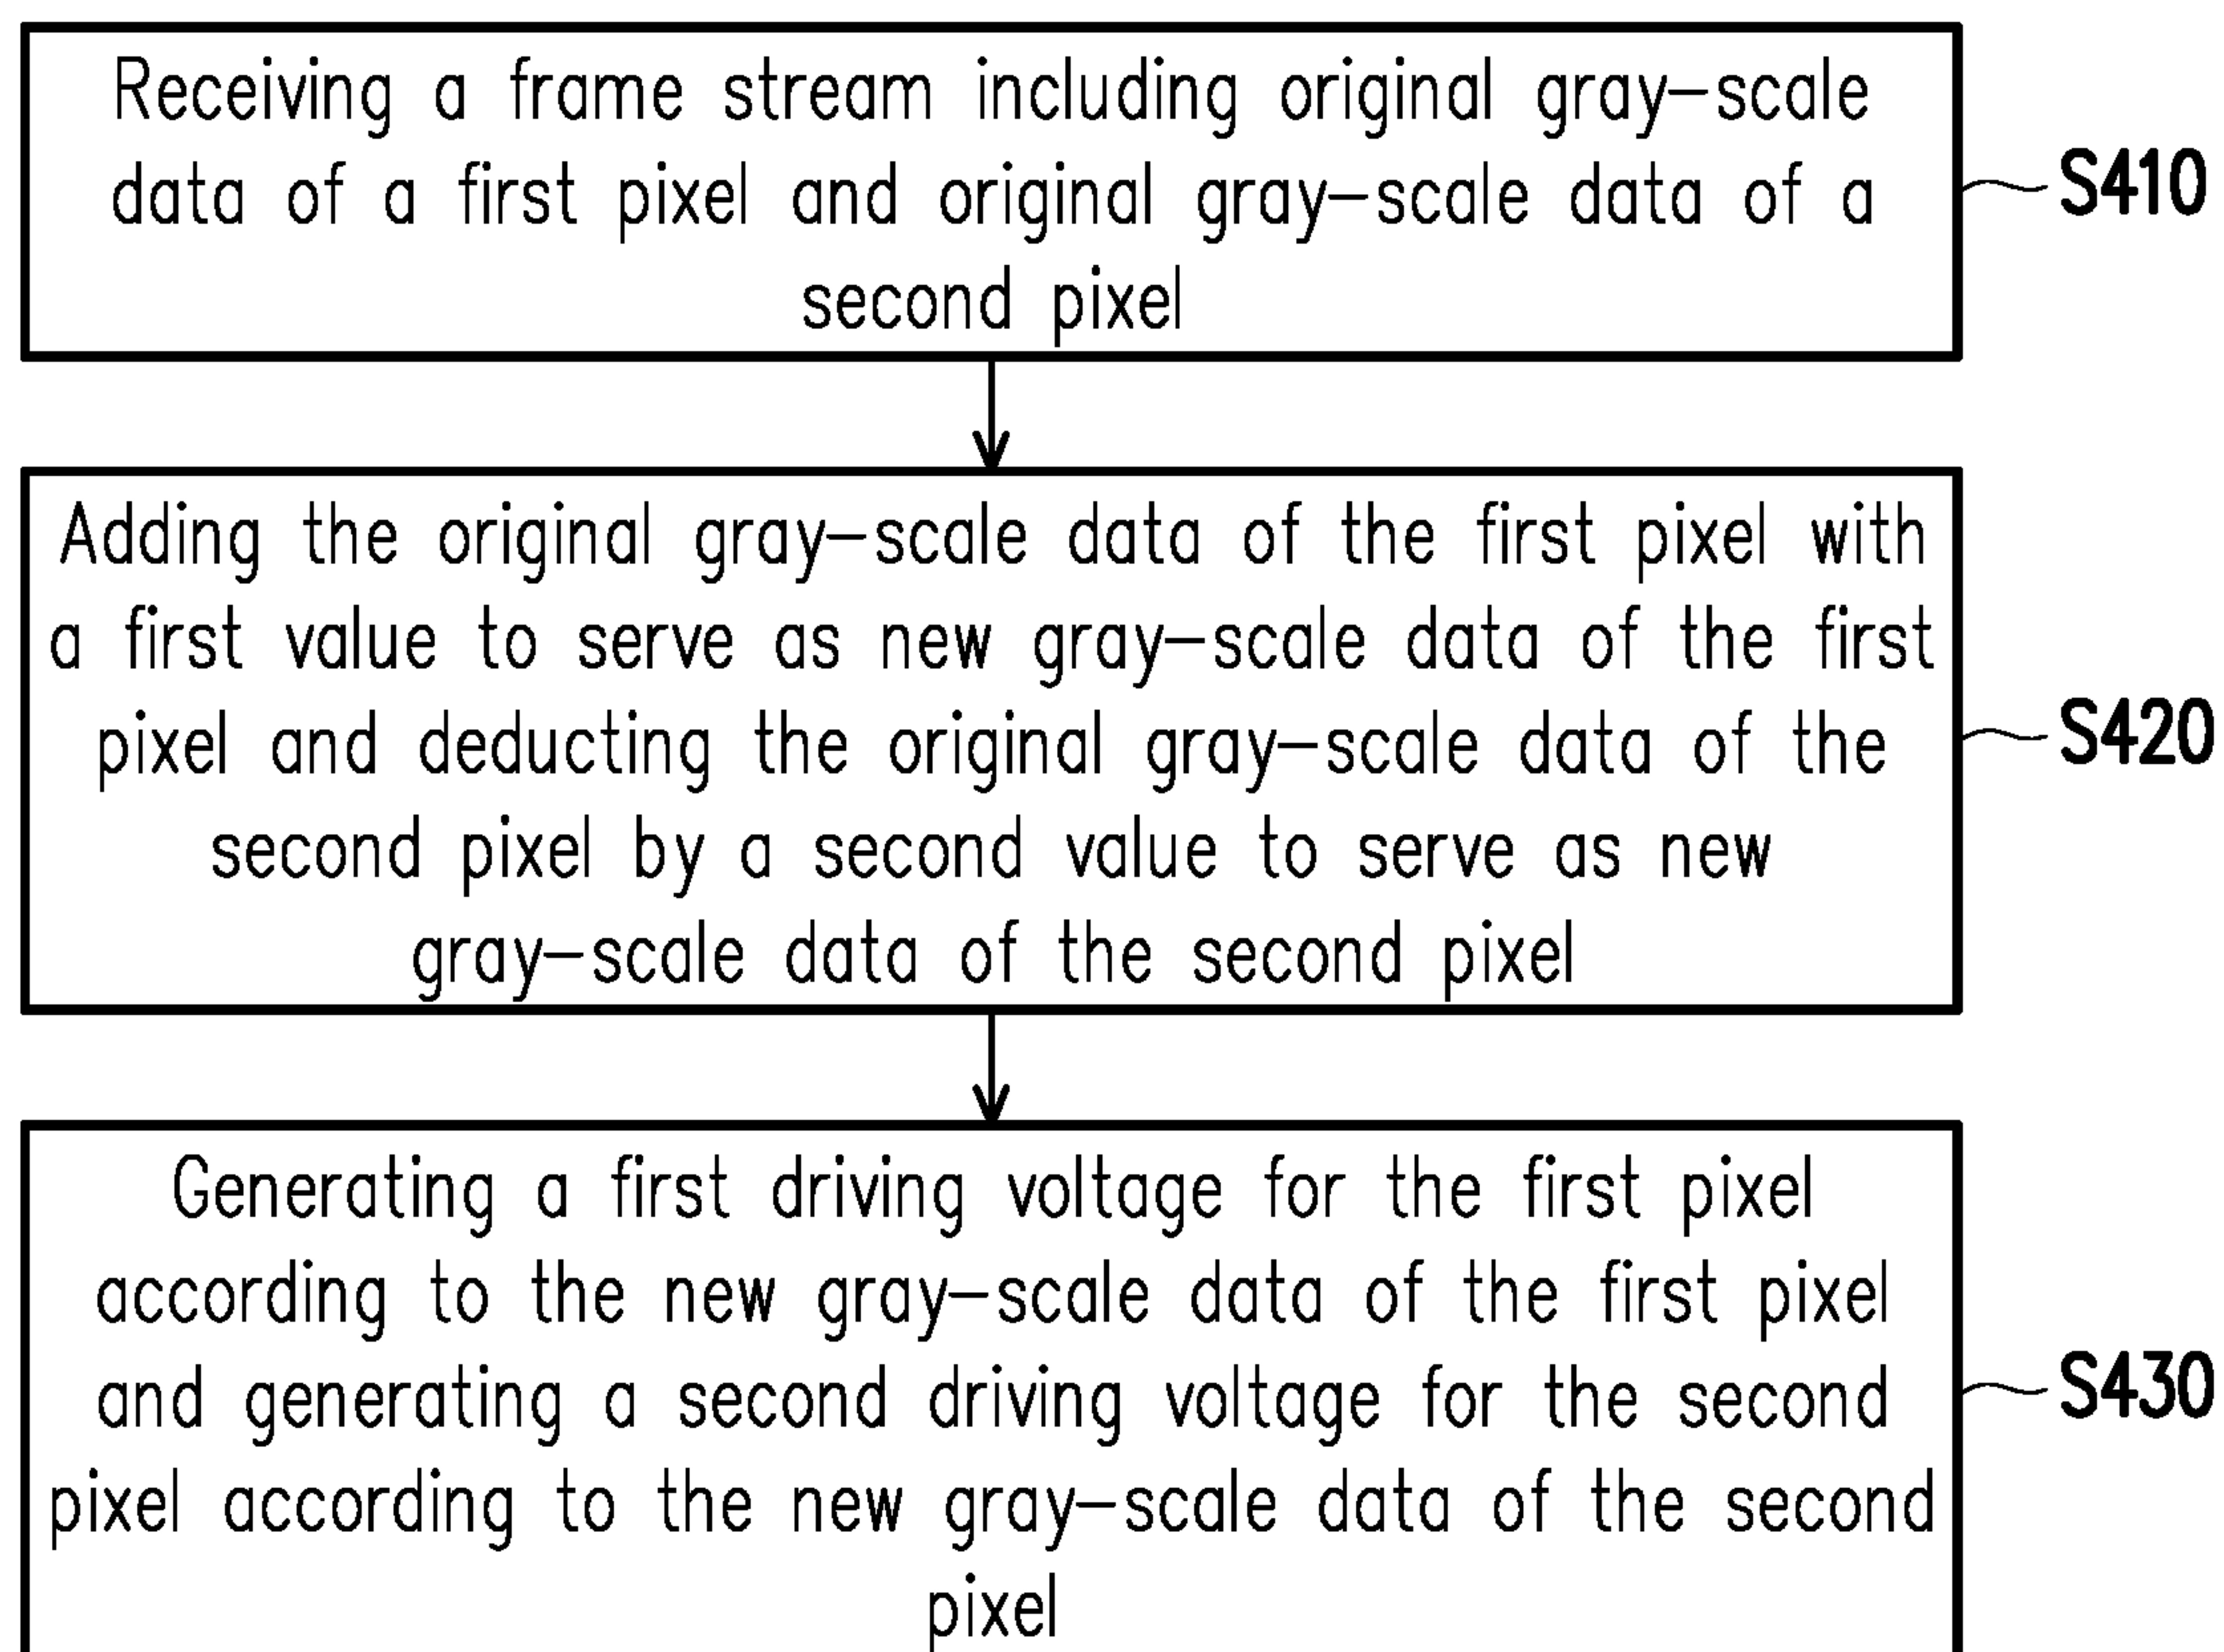 Receiving a frame stream including original gray-scale
data of a first pixel and original gray-scale data of a
second pixel
S410
Adding the original gray-scale data of the first pixel with
a first value to serve as new gray-scale data of the first
pixel and deducting the original gray-scale data of the
second pixel by a second value to serve as new
gray-scale data of the second pixel
S420
Generating a first driving voltage for the first pixel
according to the new gray-scale data of the first pixel
and generating a second driving voltage for the second
pixel according to the new gray-scale data of the second
pixel
S430